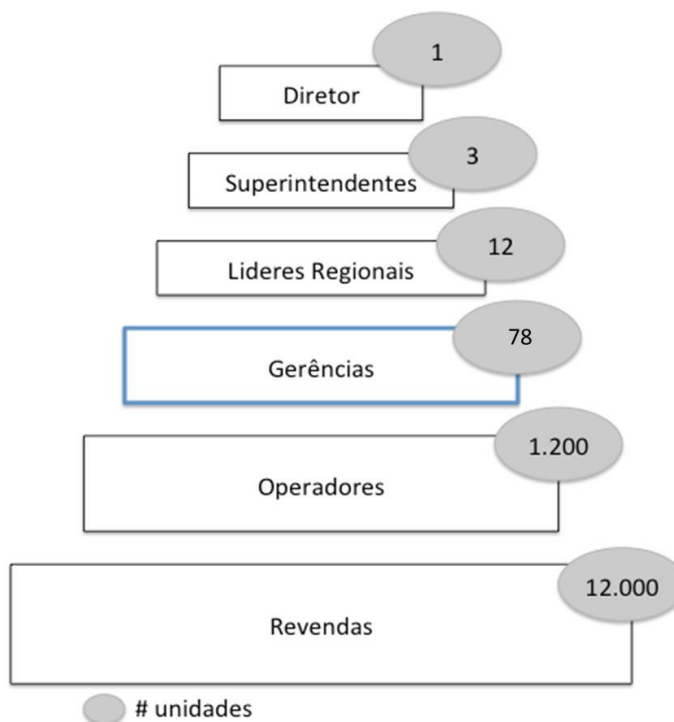 1
Diretor
3
Superintendentes
12
Lideres Regionais
78
Gerências
1.200
Operadores
12.000
Revendas
# unidades